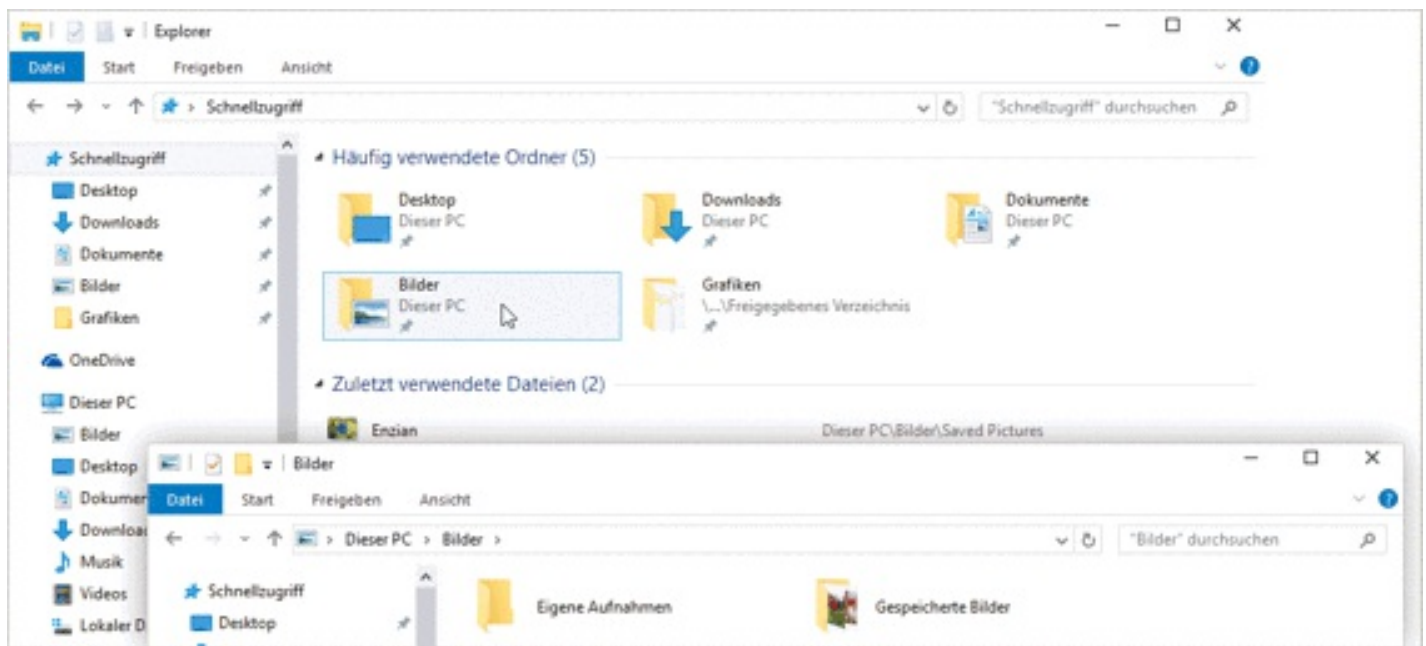 Explorer
Datei Start Freigeben Ansicht
Schnellzugriff "Schnellzugriff" durchsuchen
Schnellzugriff
Desktop
Downloads
Dokumente
Bilder
Grafiken
OneDrive
Dieser PC
Bilder
Desktop
Dokumen
Downloa
Musik
Videos
Lokaler D
Häufig verwendete Ordner (5)
Desktop
Dieser PC
Downloads
Dieser PC
Dokumente
Dieser PC
Bilder
Dieser PC
Grafiken
\...\Freigegebenes Verzeichnis
Zuletzt verwendete Dateien (2)
Enzian Dieser PC\Bilder\Saved Pictures
Bilder
Datei Start Freigeben Ansicht
Dieser PC > Bilder > "Bilder" durchsuchen
Schnellzugriff
Desktop
Eigene Aufnahmen
Gespeicherte Bilder